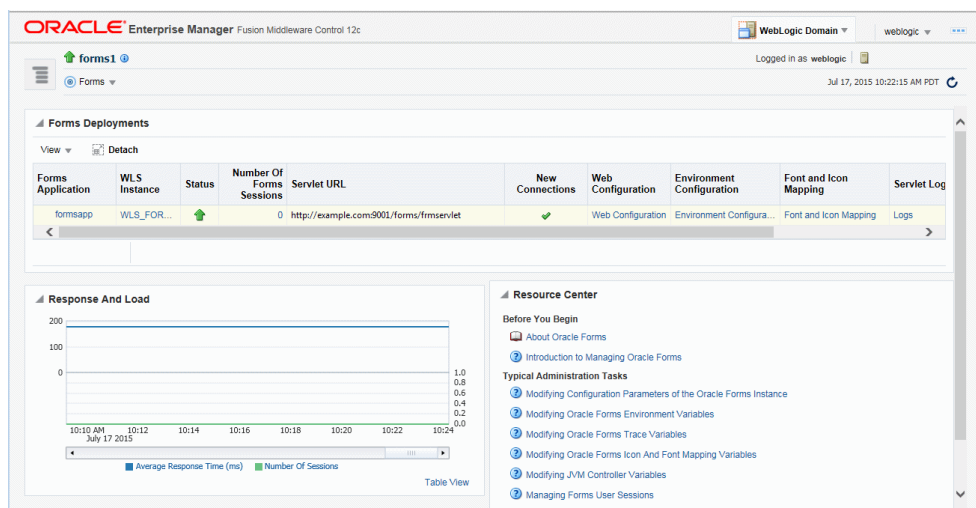 ORACLE Enterprise Manager Fusion Middleware Control 12c
WebLogic Domain
weblogic
forms1
Logged in as weblogic
Forms
Jul 17, 2015 10:22:15 AM PDT
Forms Deployments
View
Detach
Forms Application
WLS Instance
Status
Number Of Forms Sessions
Servlet URL
New Connections
Web Configuration
Environment Configuration
Font and Icon Mapping
Servlet Log
formsapp
WLS_FOR...
0
http://example.com:9001/forms/frmservlet
Web Configuration
Environment Configura...
Font and Icon Mapping
Logs
Response And Load
200
100
0
1.0
0.8
0.6
0.4
0.2
0.0
10:10 AM 10:12 10:14 10:16 10:18 10:20 10:22 10:24
July 17 2015
Average Response Time (ms) Number Of Sessions
Table View
Resource Center
Before You Begin
About Oracle Forms
Introduction to Managing Oracle Forms
Typical Administration Tasks
Modifying Configuration Parameters of the Oracle Forms Instance
Modifying Oracle Forms Environment Variables
Modifying Oracle Forms Trace Variables
Modifying Oracle Forms Icon And Font Mapping Variables
Modifying JVM Controller Variables
Managing Forms User Sessions